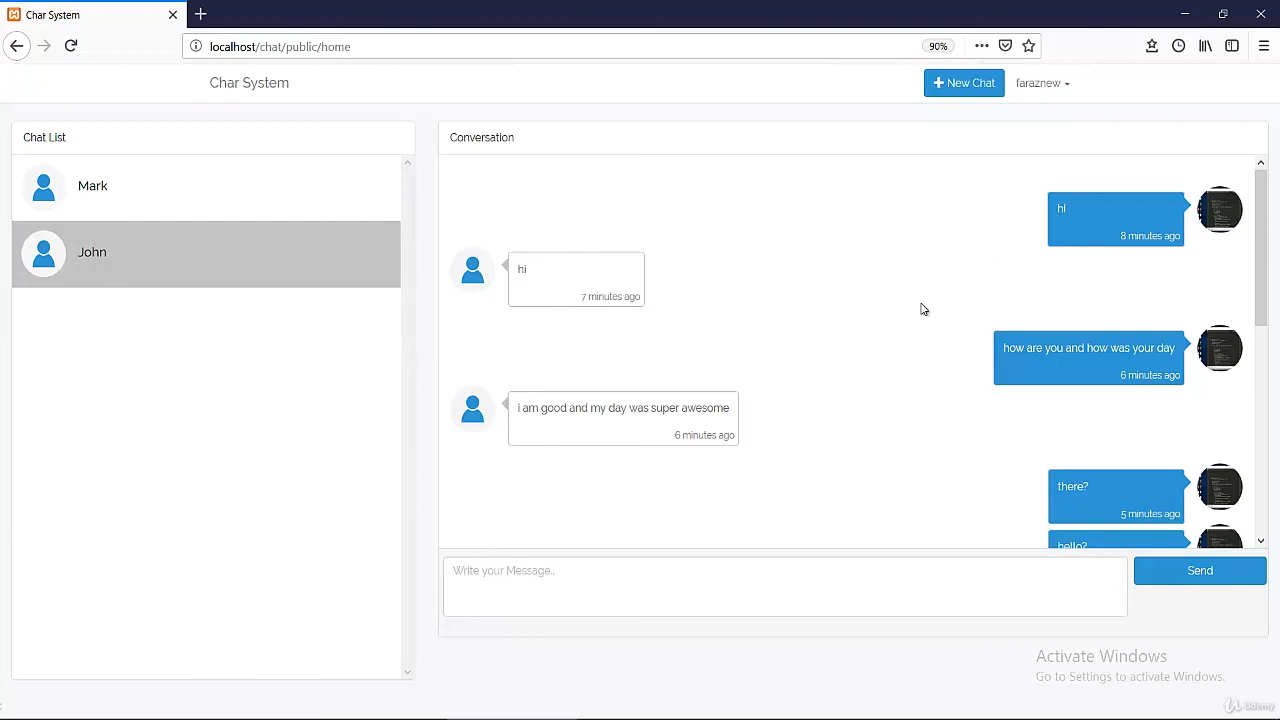 Char System
localhost/chat/public/home
90%
Char System
New Chat
faraznew
Chat List
Mark
John
Conversation
hi
8 minutes ago
hi
7 minutes ago
how are you and how was your day
6 minutes ago
i am good and my day was super awesome
6 minutes ago
there?
5 minutes ago
hello?
Write your Message..
Send
Activate Windows
Go to Settings to activate Windows.
Udemy